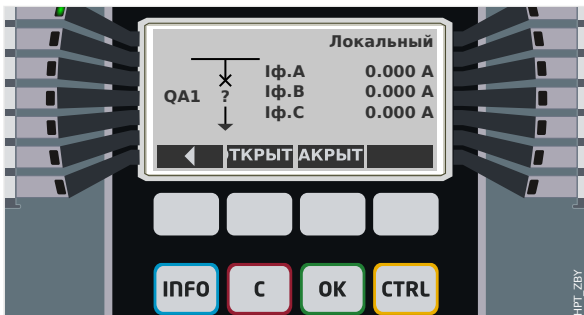 Локальный
Iф.A 0.000 A
QA1 ? Iф.B 0.000 A
Iф.C 0.000 A
ТКРЫТ АКРЫТ
INFO C OK CTRL
HPT_ZBY